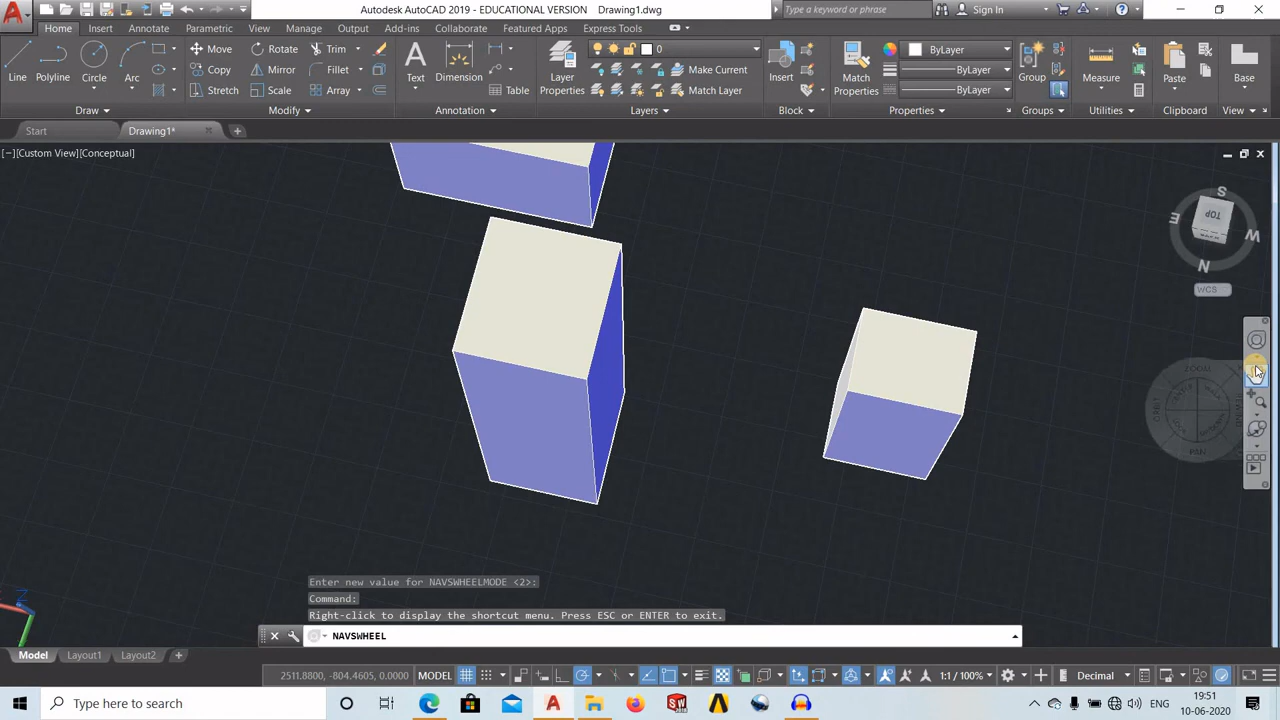 Autodesk AutoCAD 2019 - EDUCATIONAL VERSION Drawing1.dwg
Type a keyword or phrase
Sign In
Home Insert Annotate Parametric View Manage Output Add-ins Collaborate Featured Apps Express Tools
Line
Polyline
Circle
Arc
Move
Rotate
Trim
Copy
Mirror
Fillet
Stretch
Scale
Array
Text
Dimension
Table
Layer
Properties
0
Make Current
Match Layer
Insert
Match
Properties
ByLayer
ByLayer
ByLayer
Group
Measure
Paste
Base
Draw Modify Annotation Layers Block Properties Groups Utilities Clipboard View
Start Drawing1*
[−][Custom View][Conceptual]
S
E
TOP
W
N
WCS
ZOOM
ORBIT
PAN
Z
Enter new value for NAVSWHEELMODE <2>:
Command:
Right-click to display the shortcut menu. Press ESC or ENTER to exit.
NAVSWHEEL
Model Layout1 Layout2
2511.8800, -804.4605, 0.0000 MODEL
1:1 / 100%
Decimal
Type here to search
A
SW
ENG
19:51
10-06-2020